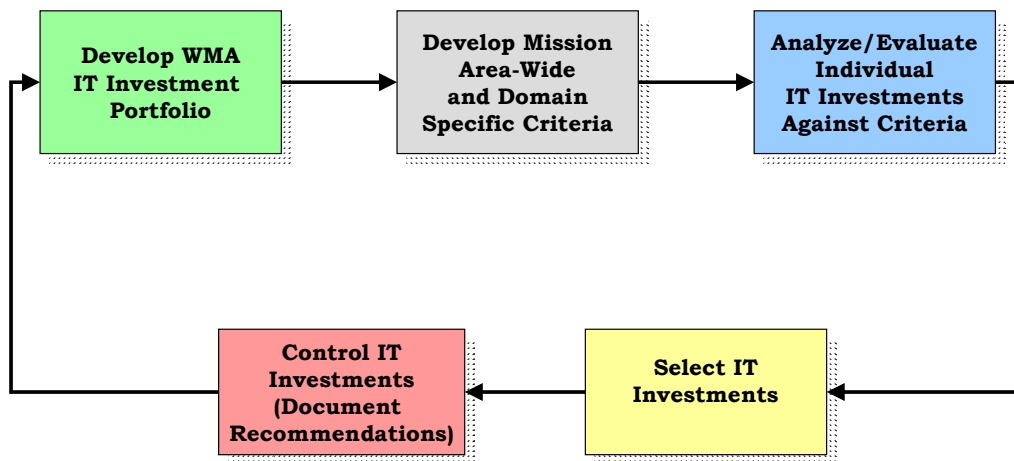 Develop WMA
IT Investment
Portfolio
Develop Mission
Area-Wide
and Domain
Specific Criteria
Analyze/Evaluate
Individual
IT Investments
Against Criteria
Select IT
Investments
Control IT
Investments
(Document
Recommendations)